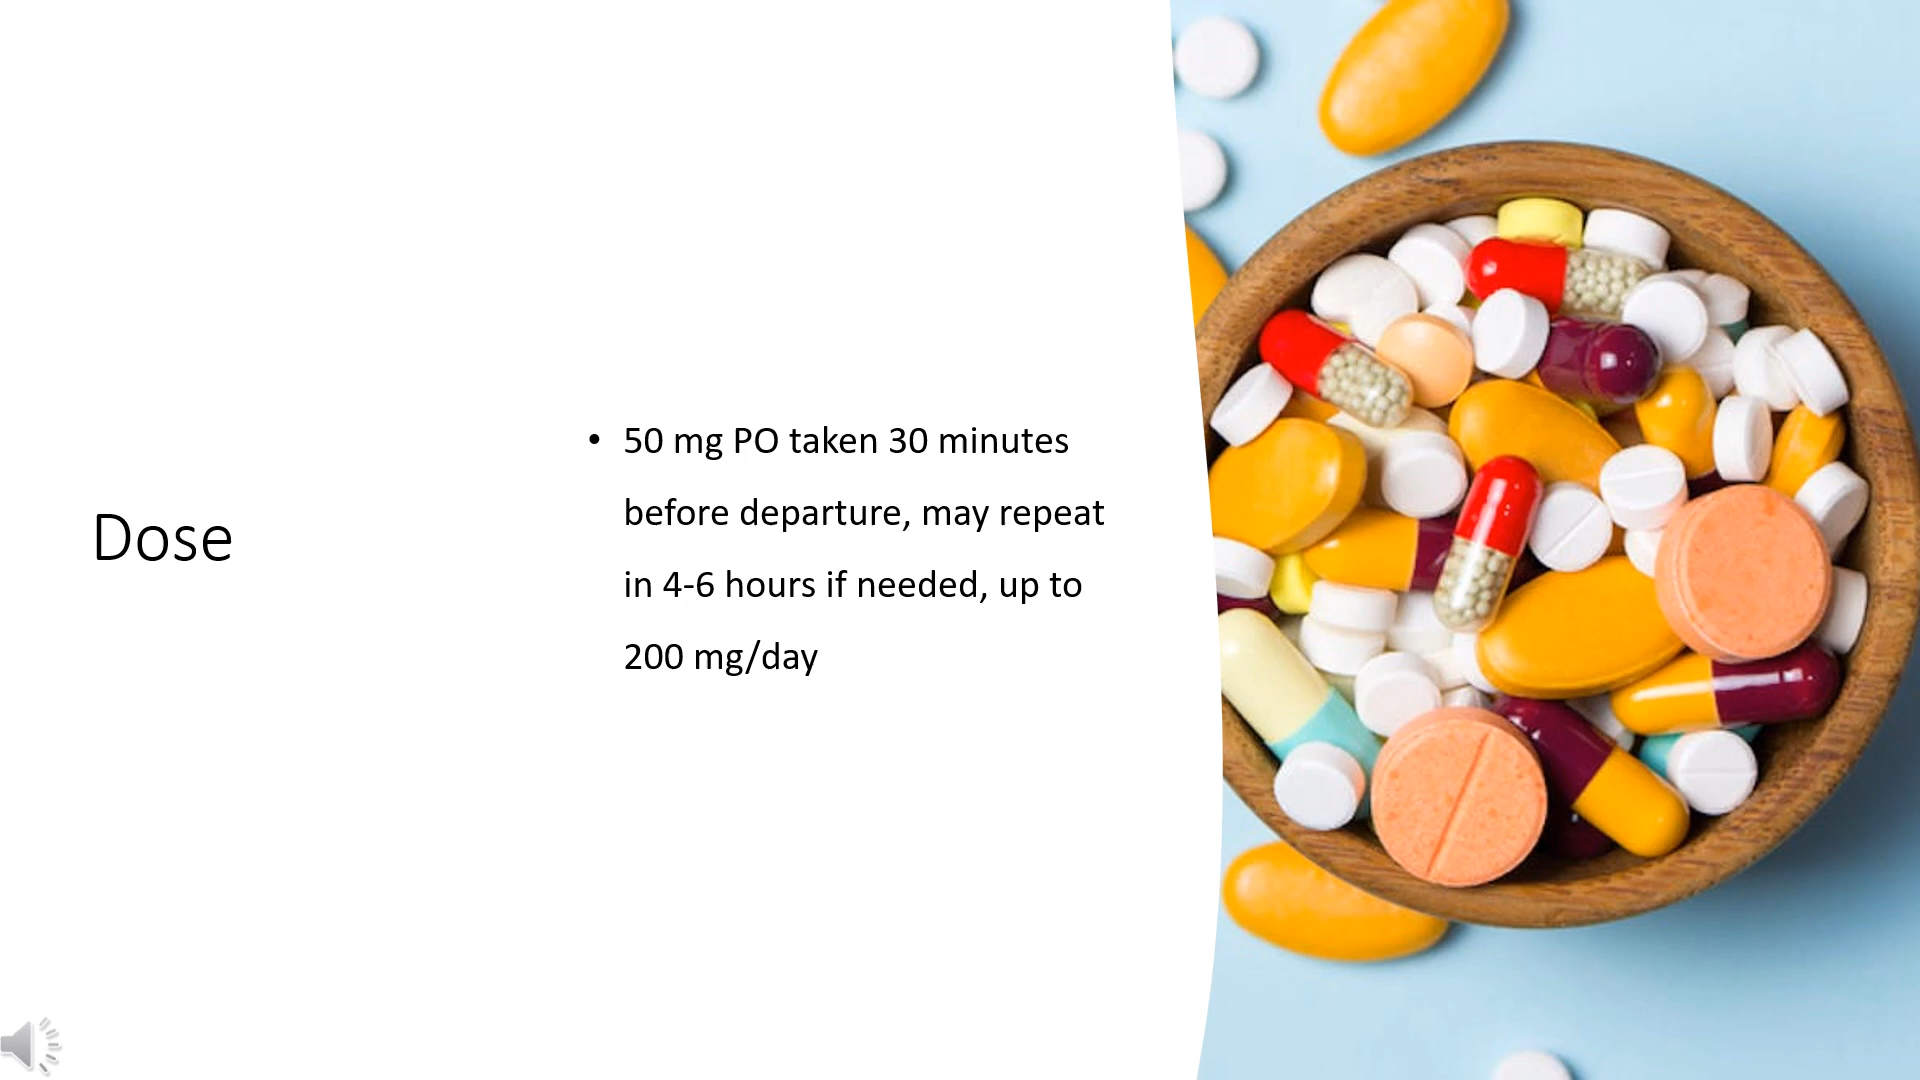 Dose
• 50 mg PO taken 30 minutes
before departure, may repeat
in 4-6 hours if needed, up to
200 mg/day